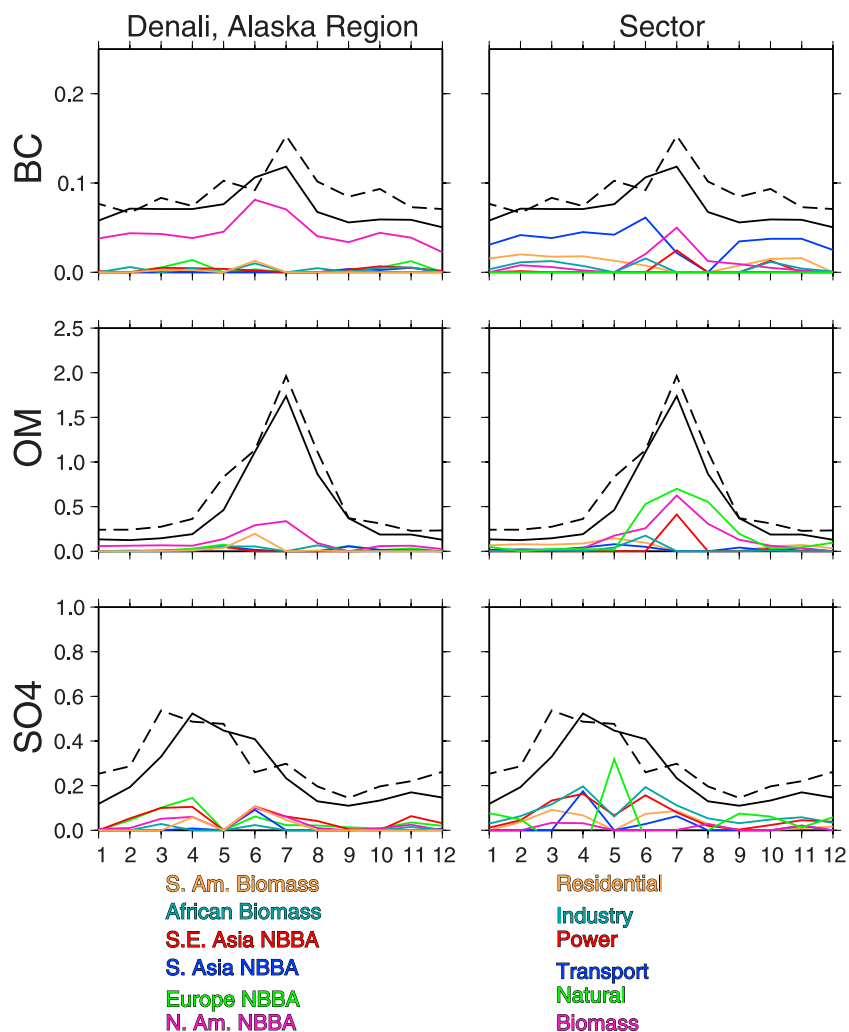 Denali, Alaska Region Sector
BC
0.2
0.1
0.0
OM
2.5
2.0
1.5
1.0
0.5
0.0
SO4
1.0
0.8
0.6
0.4
0.2
0.0
1 2 3 4 5 6 7 8 9 10 11 12 1 2 3 4 5 6 7 8 9 10 11 12
S. Am. Biomass
African Biomass
S.E. Asia NBBA
S. Asia NBBA
Europe NBBA
N. Am. NBBA
Residential
Industry
Power
Transport
Natural
Biomass